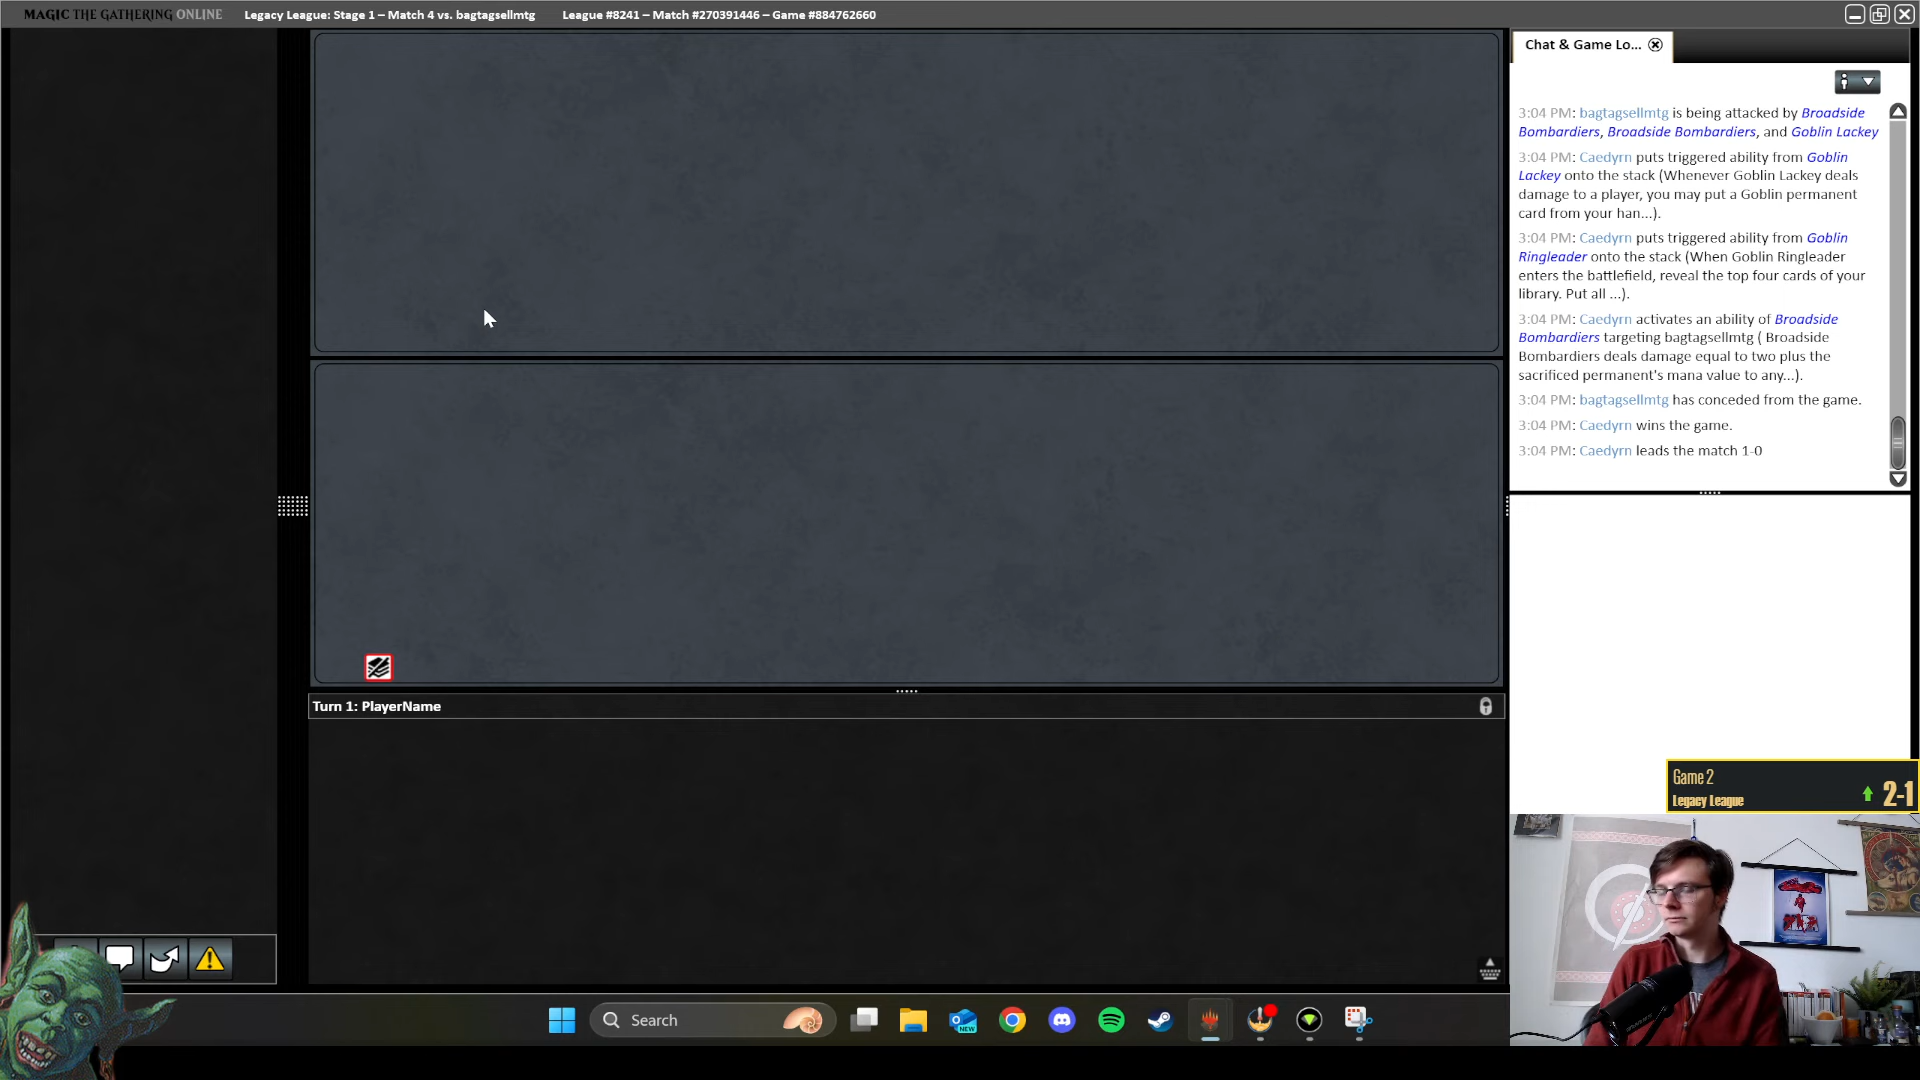 MAGIC THE GATHERING ONLINE
Legacy League: Stage 1 – Match 4 vs. bagtagsellmtg
League #8241 – Match #270391446 – Game #884762660
Chat & Game Lo...
3:04 PM: bagtagsellmtg is being attacked by Broadside
Bombardiers, Broadside Bombardiers, and Goblin Lackey
3:04 PM: Caedyrn puts triggered ability from Goblin
Lackey onto the stack (Whenever Goblin Lackey deals
damage to a player, you may put a Goblin permanent
card from your han...).
3:04 PM: Caedyrn puts triggered ability from Goblin
Ringleader onto the stack (When Goblin Ringleader
enters the battlefield, reveal the top four cards of your
library. Put all ...).
3:04 PM: Caedyrn activates an ability of Broadside
Bombardiers targeting bagtagsellmtg ( Broadside
Bombardiers deals damage equal to two plus the
sacrificed permanent's mana value to any...).
3:04 PM: bagtagsellmtg has conceded from the game.
3:04 PM: Caedyrn wins the game.
3:04 PM: Caedyrn leads the match 1-0
Turn 1: PlayerName
Game 2
Legacy League
2-1
Search
NEW